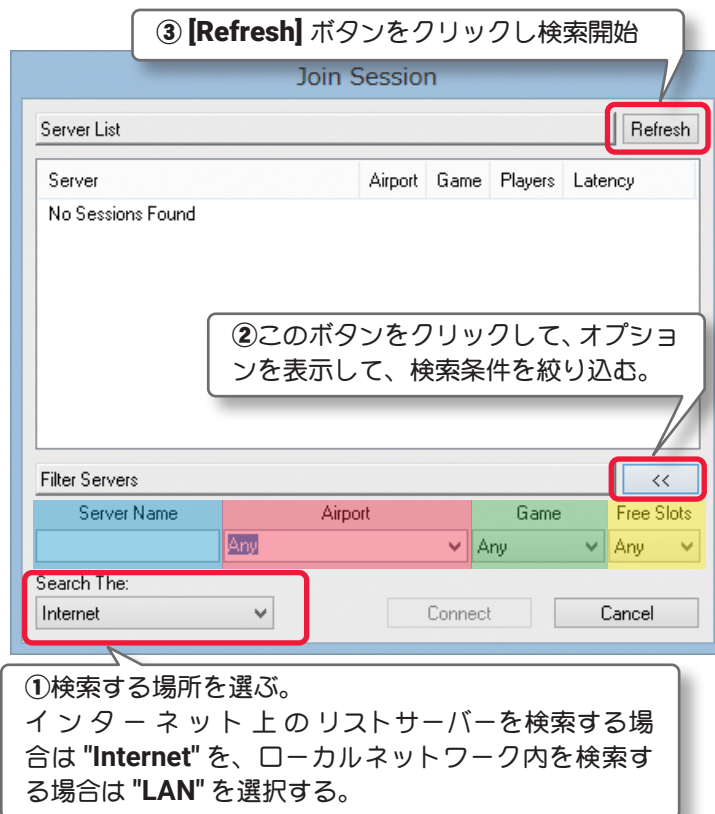 ③ [Refresh] ボタンをクリックし検索開始
Join Session
Server List
Refresh
Server Airport Game Players Latency
No Sessions Found
②このボタンをクリックして、オプショ
ンを表示して、検索条件を絞り込む。
Filter Servers
<<
Server Name Airport Game Free Slots
Any Any Any
Search The:
Internet
Connect Cancel
①検索する場所を選ぶ。
インターネット上のリストサーバーを検索する場
合は "Internet" を、ローカルネットワーク内を検索す
る場合は "LAN" を選択する。